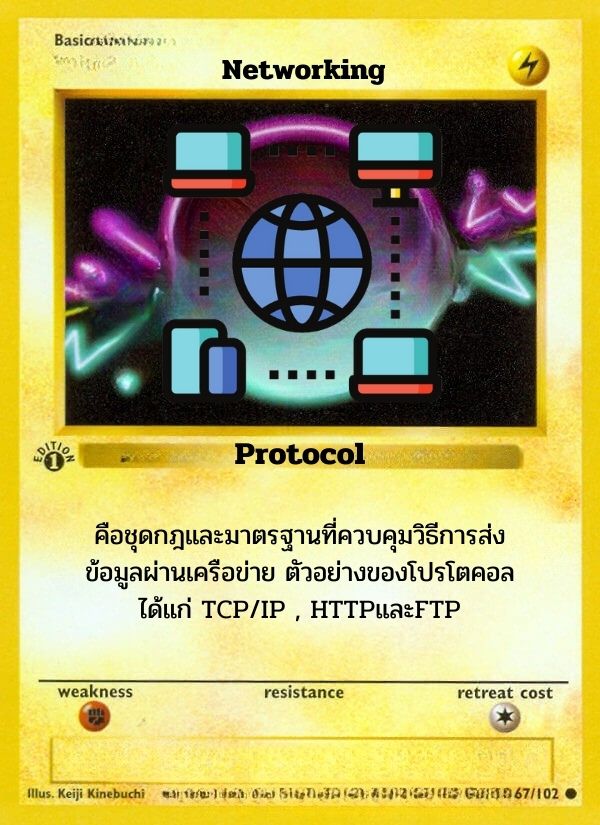 Basic
Networking
EDITION
1
Protocol
คือชุดกฎและมาตรฐานที่ควบคุมวิธีการส่ง
ข้อมูลผ่านเครือข่าย ตัวอย่างของโปรโตคอล
ได้แก่ TCP/IP , HTTPและFTP
weakness resistance retreat cost
Illus. Keiji Kinebuchi 67/102